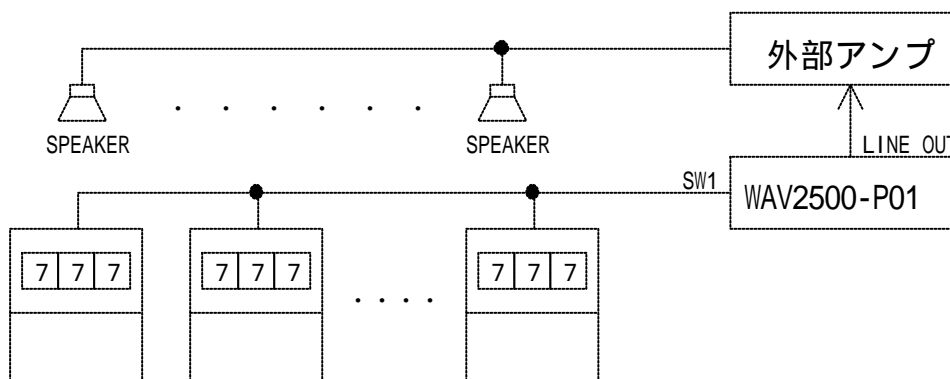 外部アンプ
SPEAKER
SPEAKER
LINE OUT
SW1
WAV2500-P01
7 7 7
7 7 7
7 7 7